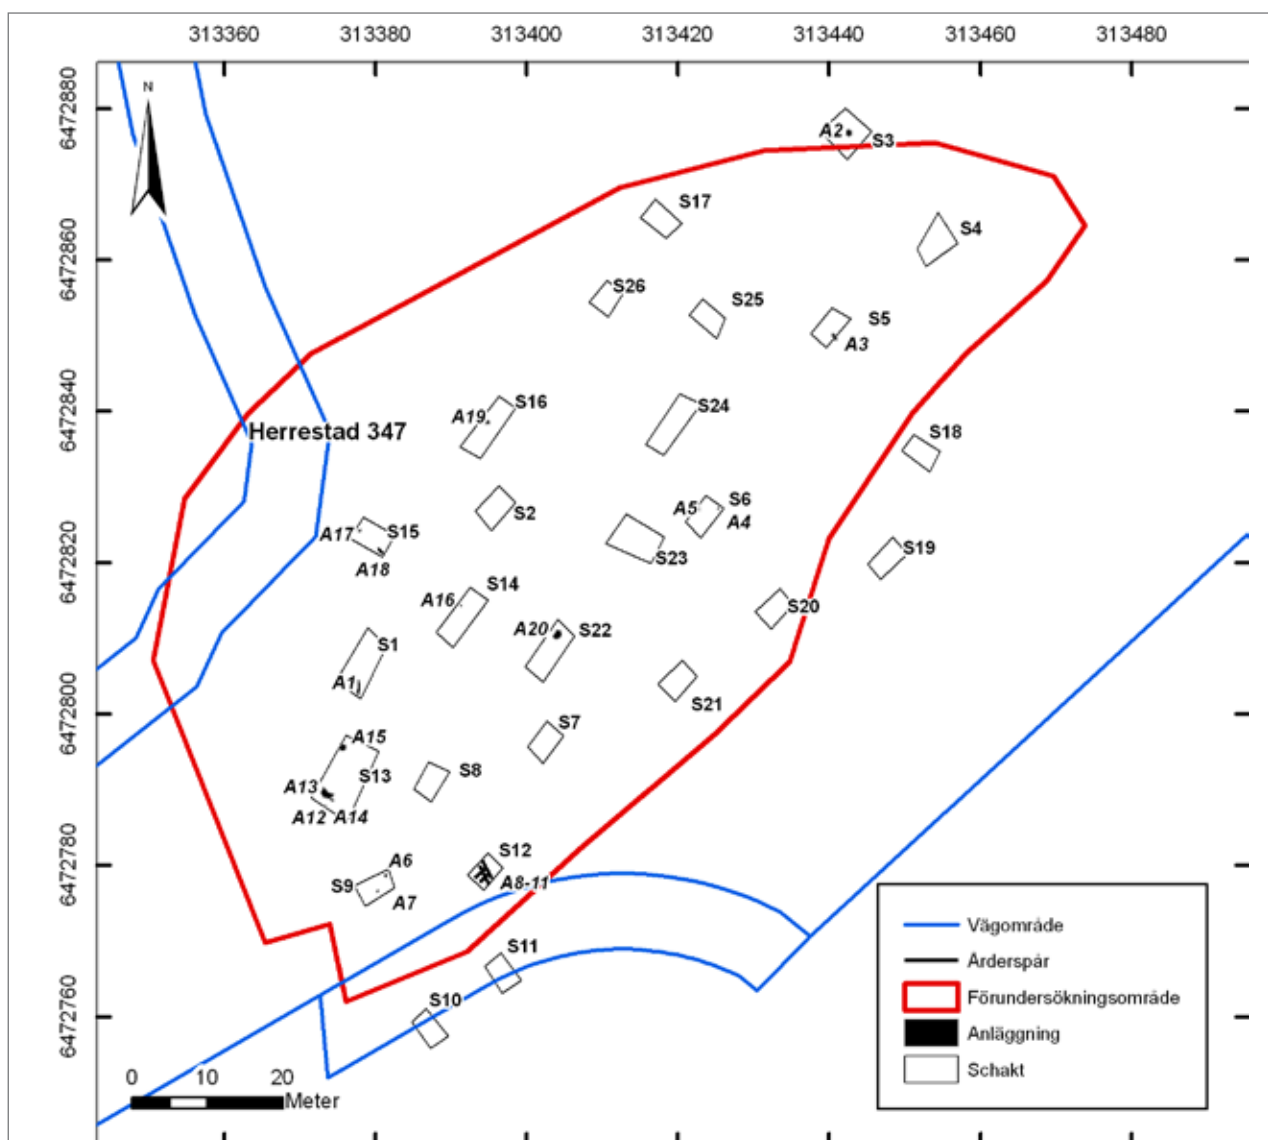 313360 313380 313400 313420 313440 313460 313480
6472880
N
A2 S3
S17
S4
6472860
S26
S25
S5
A3
6472840
S16
A19
S24
Herrestad 347
S18
S2
A5 S6
A4
A17 S15
A18
6472820
S23
S19
S14
A16
S20
A20 S22
S1
A1
S21
6472800
S7
A15
S13
S8
A13
A12 A14
6472780
S12
A6
S9
A7
A8-11
S11
S10
6472760
Vägområde
Årderspår
Förundersökningsområde
Anläggning
Schakt
0 10 20
Meter